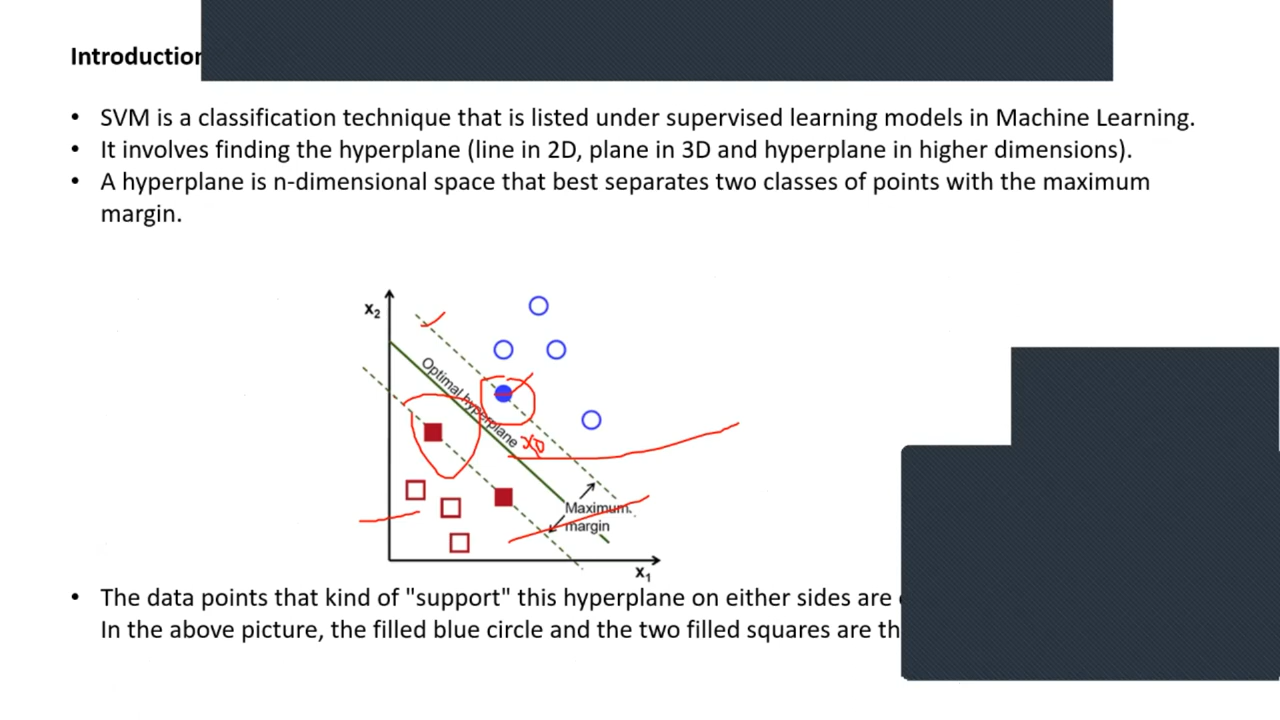 Introduction
• SVM is a classification technique that is listed under supervised learning models in Machine Learning.
• It involves finding the hyperplane (line in 2D, plane in 3D and hyperplane in higher dimensions).
• A hyperplane is n-dimensional space that best separates two classes of points with the maximum
margin.
X2
Optimal hyperplane
Maximum
margin
X1
• The data points that kind of "support" this hyperplane on either sides are
In the above picture, the filled blue circle and the two filled squares are